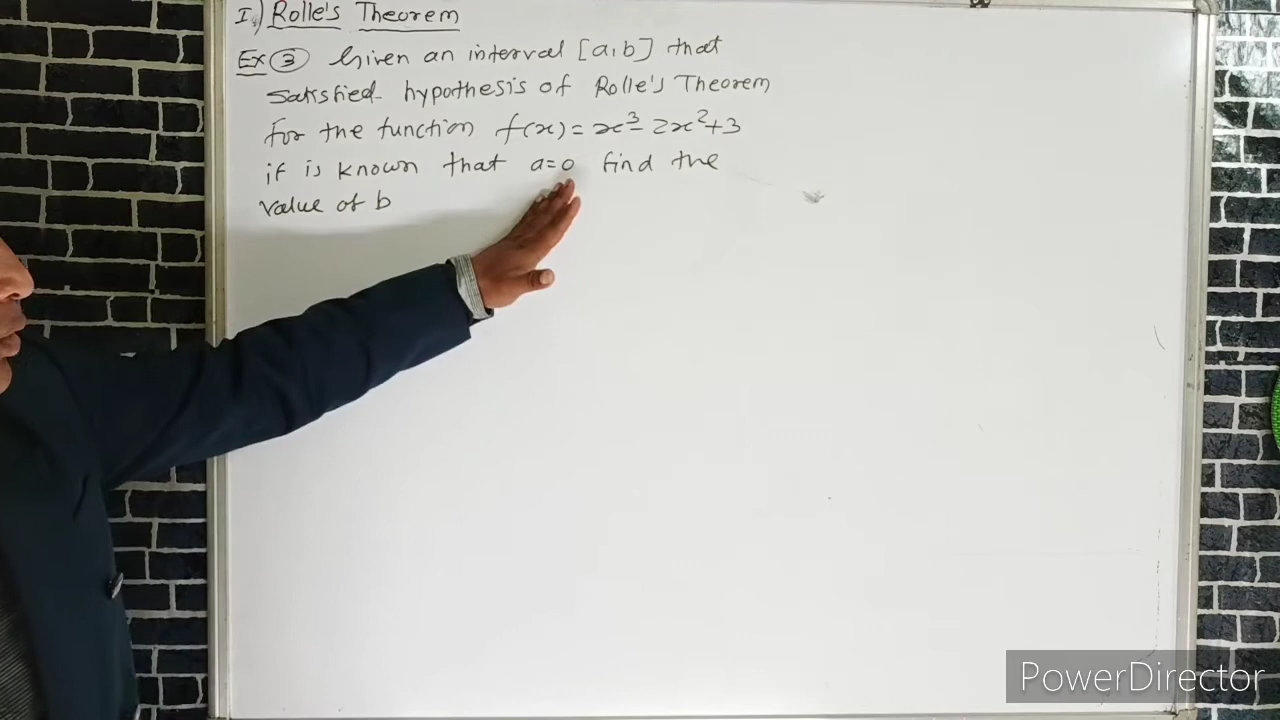 I.) Rolle's Theorem
Ex ③ Given an interval [a,b] that
satisfied hypothesis of Rolle's Theorem
for the function f(x) = x³ - 2x² + 3
if is known that a=0 find the
value of b
PowerDirector